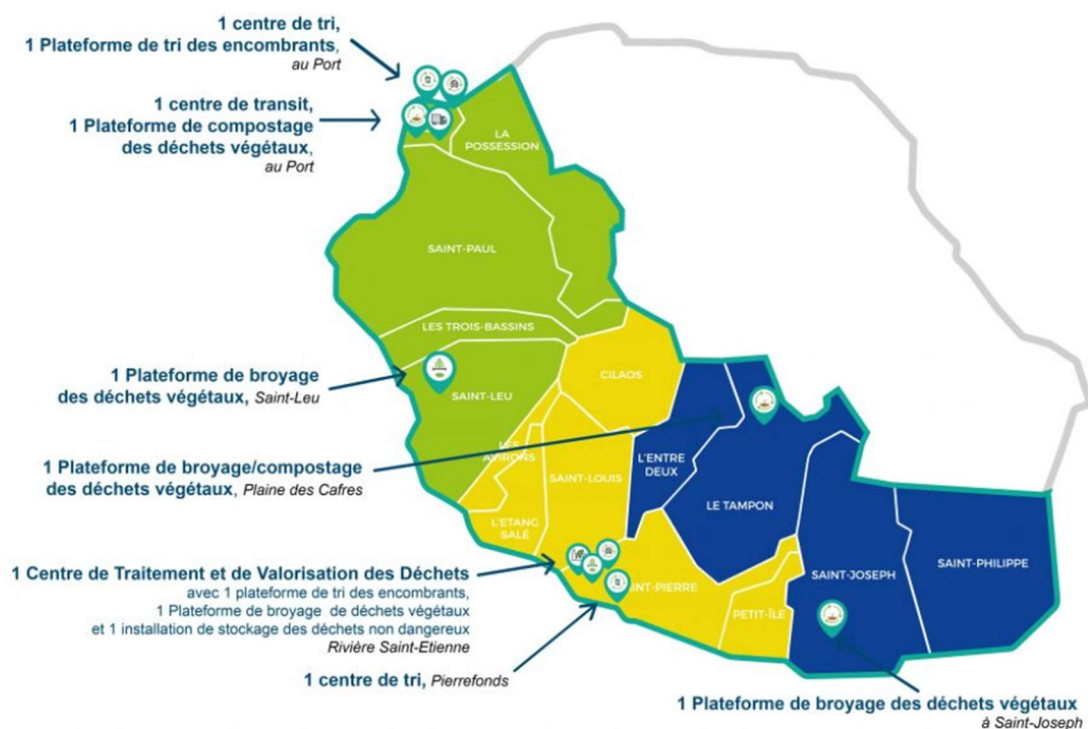 1 centre de tri,
1 Plateforme de tri des encombrants,
au Port
1 centre de transit,
1 Plateforme de compostage
des déchets végétaux,
au Port
LA
POSSESSION
SAINT-PAUL
LES TROIS-BASSINS
1 Plateforme de broyage
des déchets végétaux, Saint-Leu
SAINT-LEU
CILAOS
1 Plateforme de broyage/compostage
des déchets végétaux, Plaine des Cafres
LES
AVIRONS
SAINT-LOUIS
L'ENTRE
DEUX
LE TAMPON
L'ETANG
SALÉ
1 Centre de Traitement et de Valorisation des Déchets
avec 1 plateforme de tri des encombrants,
1 Plateforme de broyage de déchets végétaux
et 1 installation de stockage des déchets non dangereux
Rivière Saint-Etienne
INT-PIERRE
PETIT-ÎLE
SAINT-JOSEPH
SAINT-PHILIPPE
1 centre de tri, Pierrefonds
1 Plateforme de broyage des déchets végétaux
à Saint-Joseph